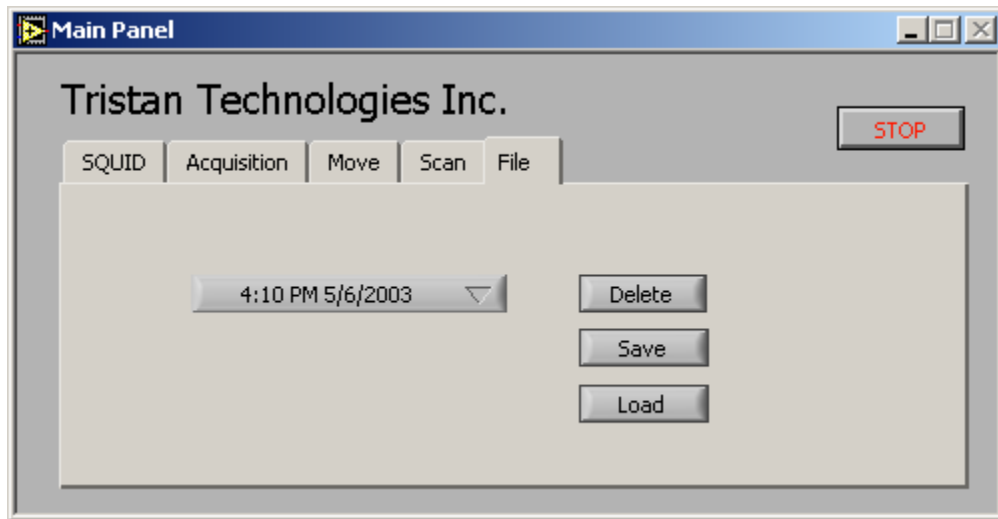 Main Panel
Tristan Technologies Inc.
STOP
SQUID Acquisition Move Scan File
4:10 PM 5/6/2003
Delete
Save
Load